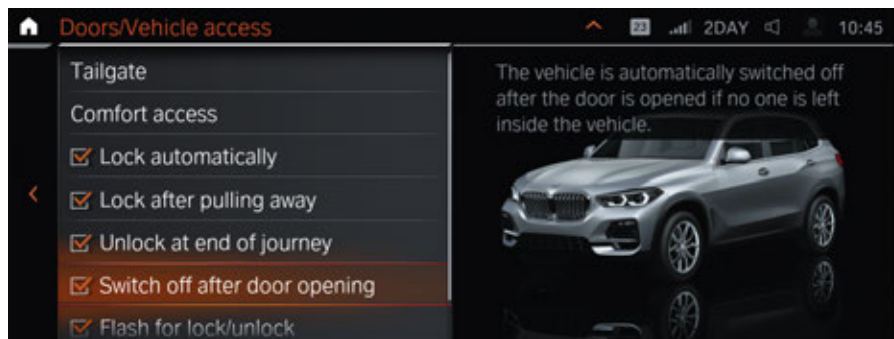 Doors/Vehicle access
23 2DAY 10:45
Tailgate
Comfort access
Lock automatically
Lock after pulling away
Unlock at end of journey
Switch off after door opening
Flash for lock/unlock
The vehicle is automatically switched off
after the door is opened if no one is left
inside the vehicle.